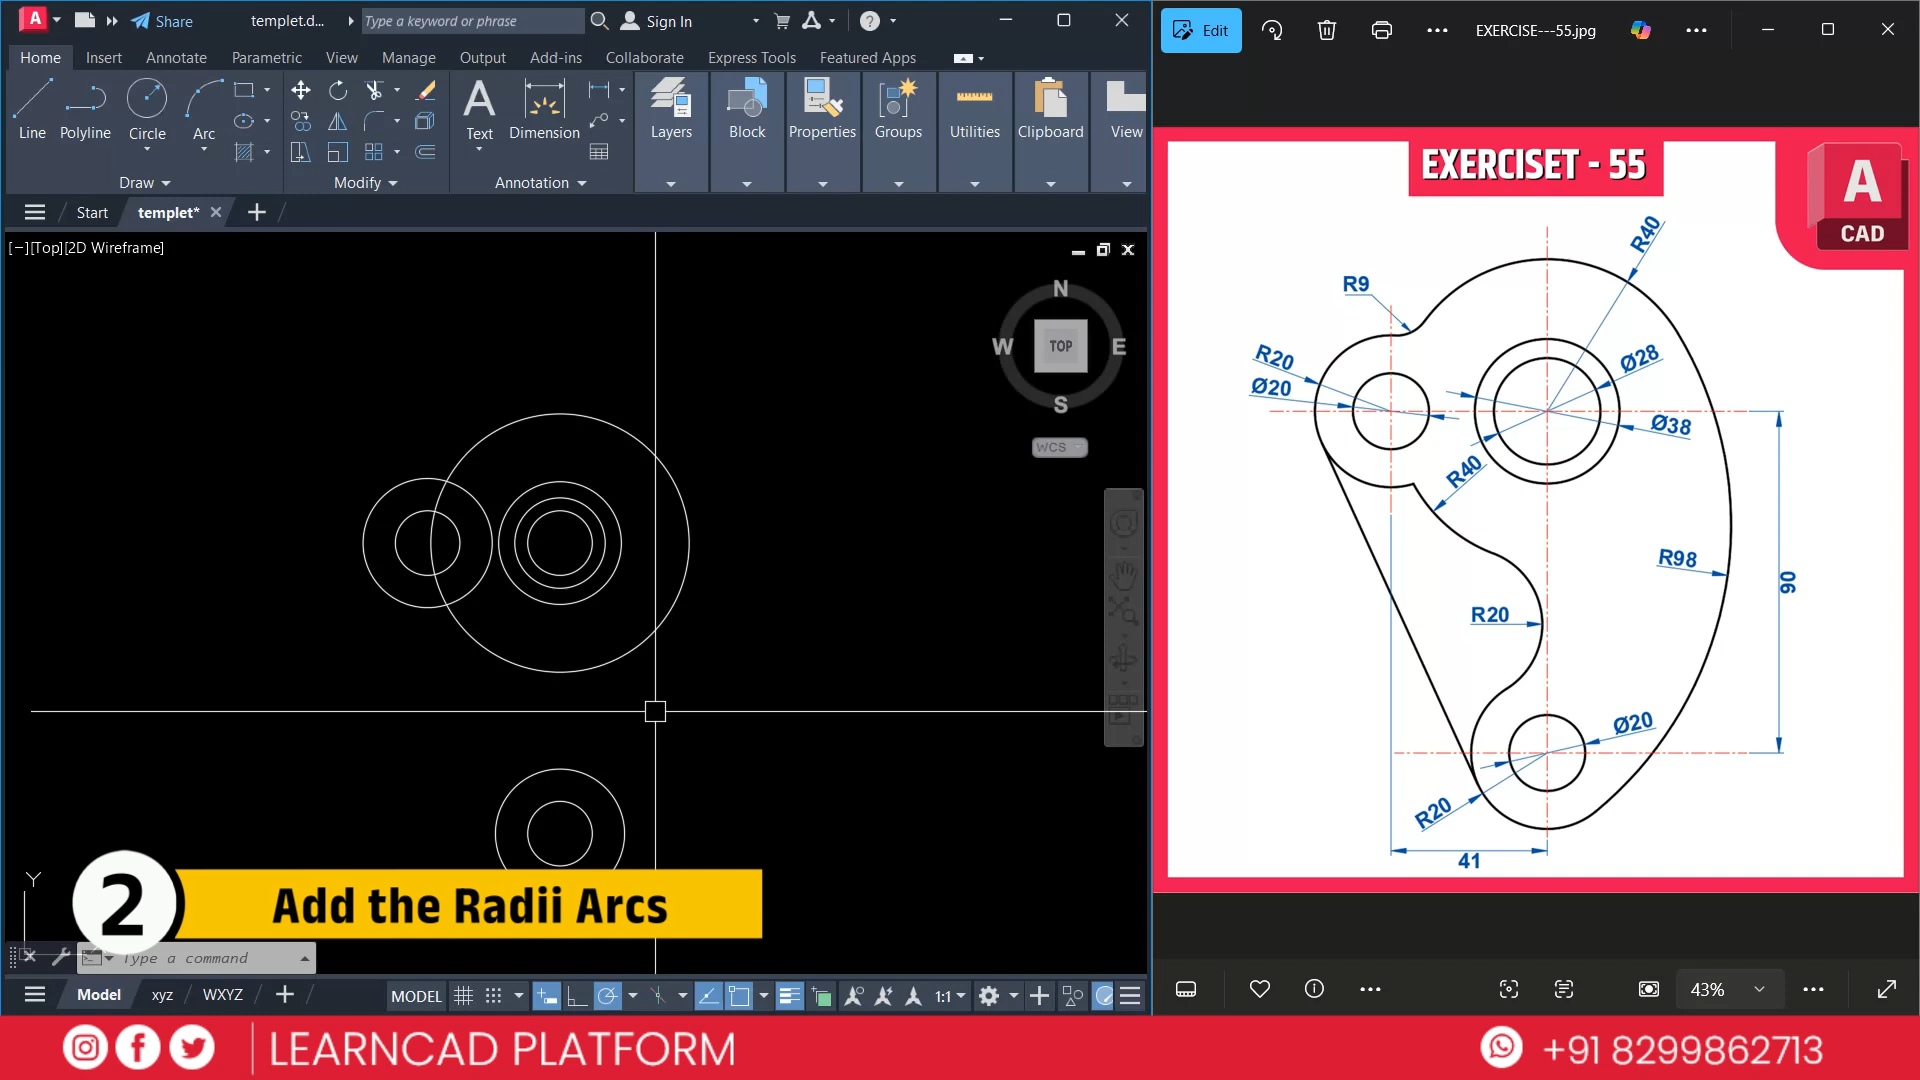 A
Share
templet.d...
Type a keyword or phrase
Sign In
?
Home
Insert
Annotate
Parametric
View
Manage
Output
Add-ins
Collaborate
Express Tools
Featured Apps
Line
Polyline
Circle
Arc
Text
Dimension
Layers
Block
Properties
Groups
Utilities
Clipboard
View
Draw
Modify
Annotation
Start
templet*
[−][Top][2D Wireframe]
N
W
TOP
E
S
WCS
Y
2
Add the Radii Arcs
Type a command
Model
xyz
WXYZ
MODEL
1:1
Edit
EXERCISE---55.jpg
EXERCISET - 55
A
CAD
R40
R9
R20
Ø20
Ø28
Ø38
R40
R98
90
R20
Ø20
R20
41
43%
LEARNCAD PLATFORM
+91 8299862713